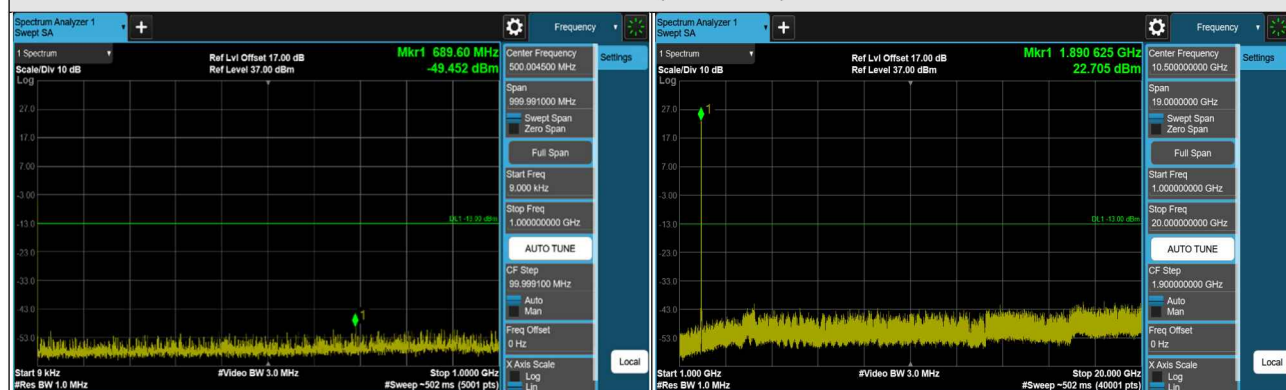 Spectrum Analyzer 1
Swept SA
+
Frequency
1 Spectrum
Scale/Div 10 dB
Log
Ref Lvl Offset 17.00 dB
Ref Level 37.00 dBm
Mkr1 689.60 MHz
-49.452 dBm
27.0
17.0
7.00
-3.00
-13.0
-23.0
-33.0
-43.0
-53.0
DL1 -13.00 dBm
1
Start 9 kHz
#Res BW 1.0 MHz
#Video BW 3.0 MHz
Stop 1.0000 GHz
#Sweep ~502 ms (5001 pts)
Center Frequency
500.004500 MHz
Span
999.991000 MHz
Swept Span
Zero Span
Full Span
Start Freq
9.000 kHz
Stop Freq
1.000000000 GHz
AUTO TUNE
CF Step
99.999100 MHz
Auto
Man
Freq Offset
0 Hz
X Axis Scale
Log
Lin
Settings
Local
Spectrum Analyzer 1
Swept SA
+
Frequency
1 Spectrum
Scale/Div 10 dB
Log
Ref Lvl Offset 17.00 dB
Ref Level 37.00 dBm
Mkr1 1.890 625 GHz
22.705 dBm
27.0
17.0
7.00
-3.00
-13.0
-23.0
-33.0
-43.0
-53.0
1
DL1 -13.00 dBm
Start 1.000 GHz
#Res BW 1.0 MHz
#Video BW 3.0 MHz
Stop 20.000 GHz
#Sweep ~502 ms (40001 pts)
Center Frequency
10.500000000 GHz
Span
19.0000000 GHz
Swept Span
Zero Span
Full Span
Start Freq
1.000000000 GHz
Stop Freq
20.000000000 GHz
AUTO TUNE
CF Step
1.900000000 GHz
Auto
Man
Freq Offset
0 Hz
X Axis Scale
Log
Lin
Settings
Local